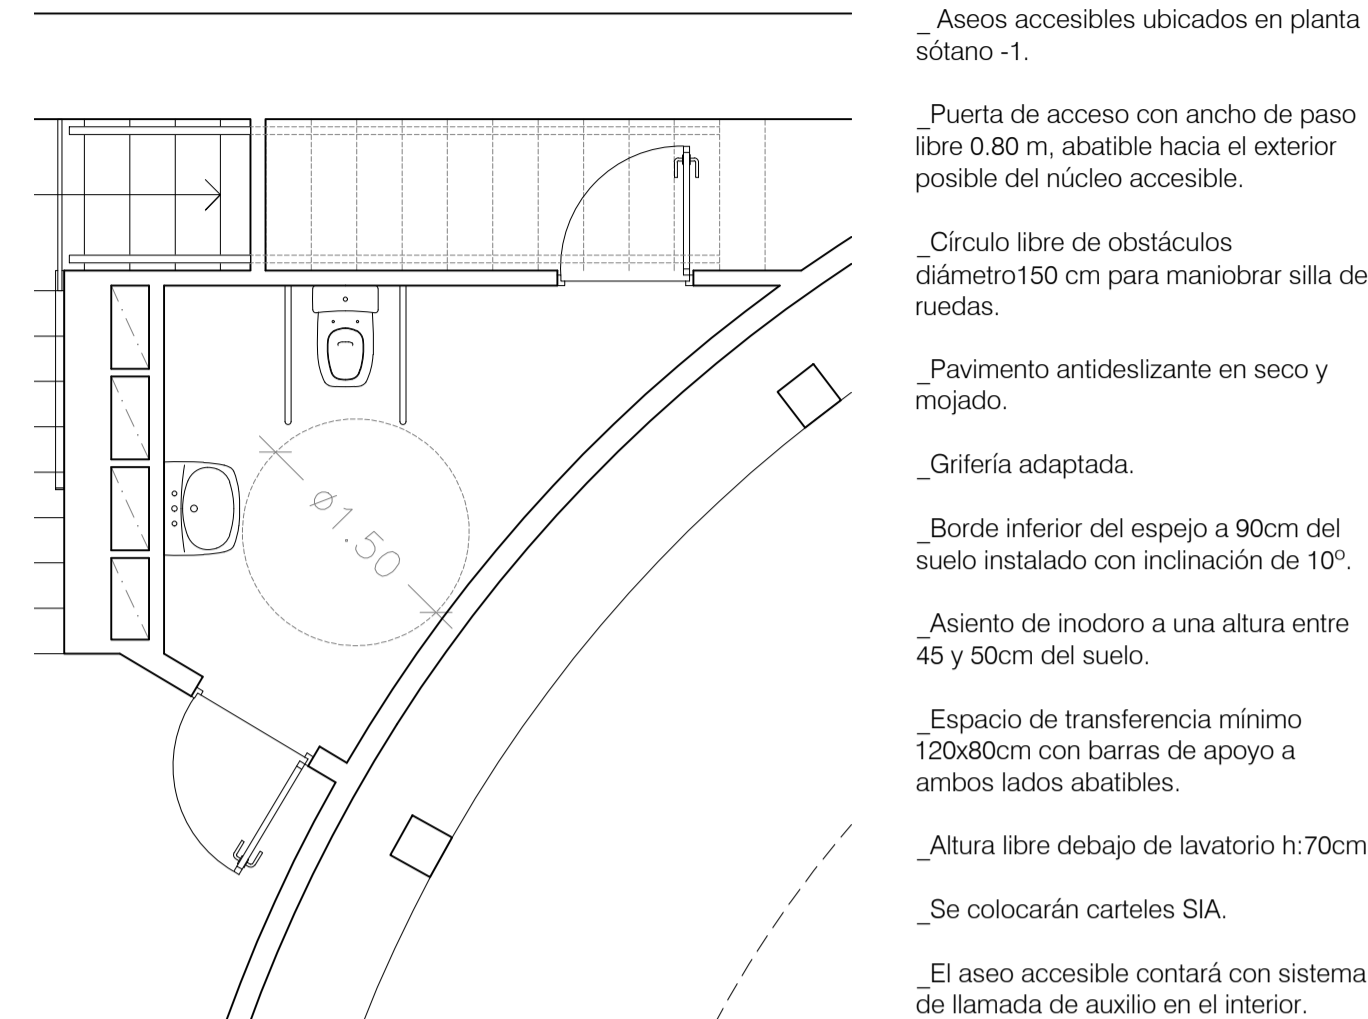 _ Aseos accesibles ubicados en planta
sótano -1.
_Puerta de acceso con ancho de paso
libre 0.80 m, abatible hacia el exterior
posible del núcleo accesible.
_Círculo libre de obstáculos
diámetro150 cm para maniobrar silla de
ruedas.
_Pavimento antideslizante en seco y
mojado.
_Grifería adaptada.
_Borde inferior del espejo a 90cm del
suelo instalado con inclinación de 10º.
_Asiento de inodoro a una altura entre
45 y 50cm del suelo.
_Espacio de transferencia mínimo
120x80cm con barras de apoyo a
ambos lados abatibles.
_Altura libre debajo de lavatorio h:70cm
_Se colocarán carteles SIA.
_El aseo accesible contará con sistema
de llamada de auxilio en el interior.
ø1.50